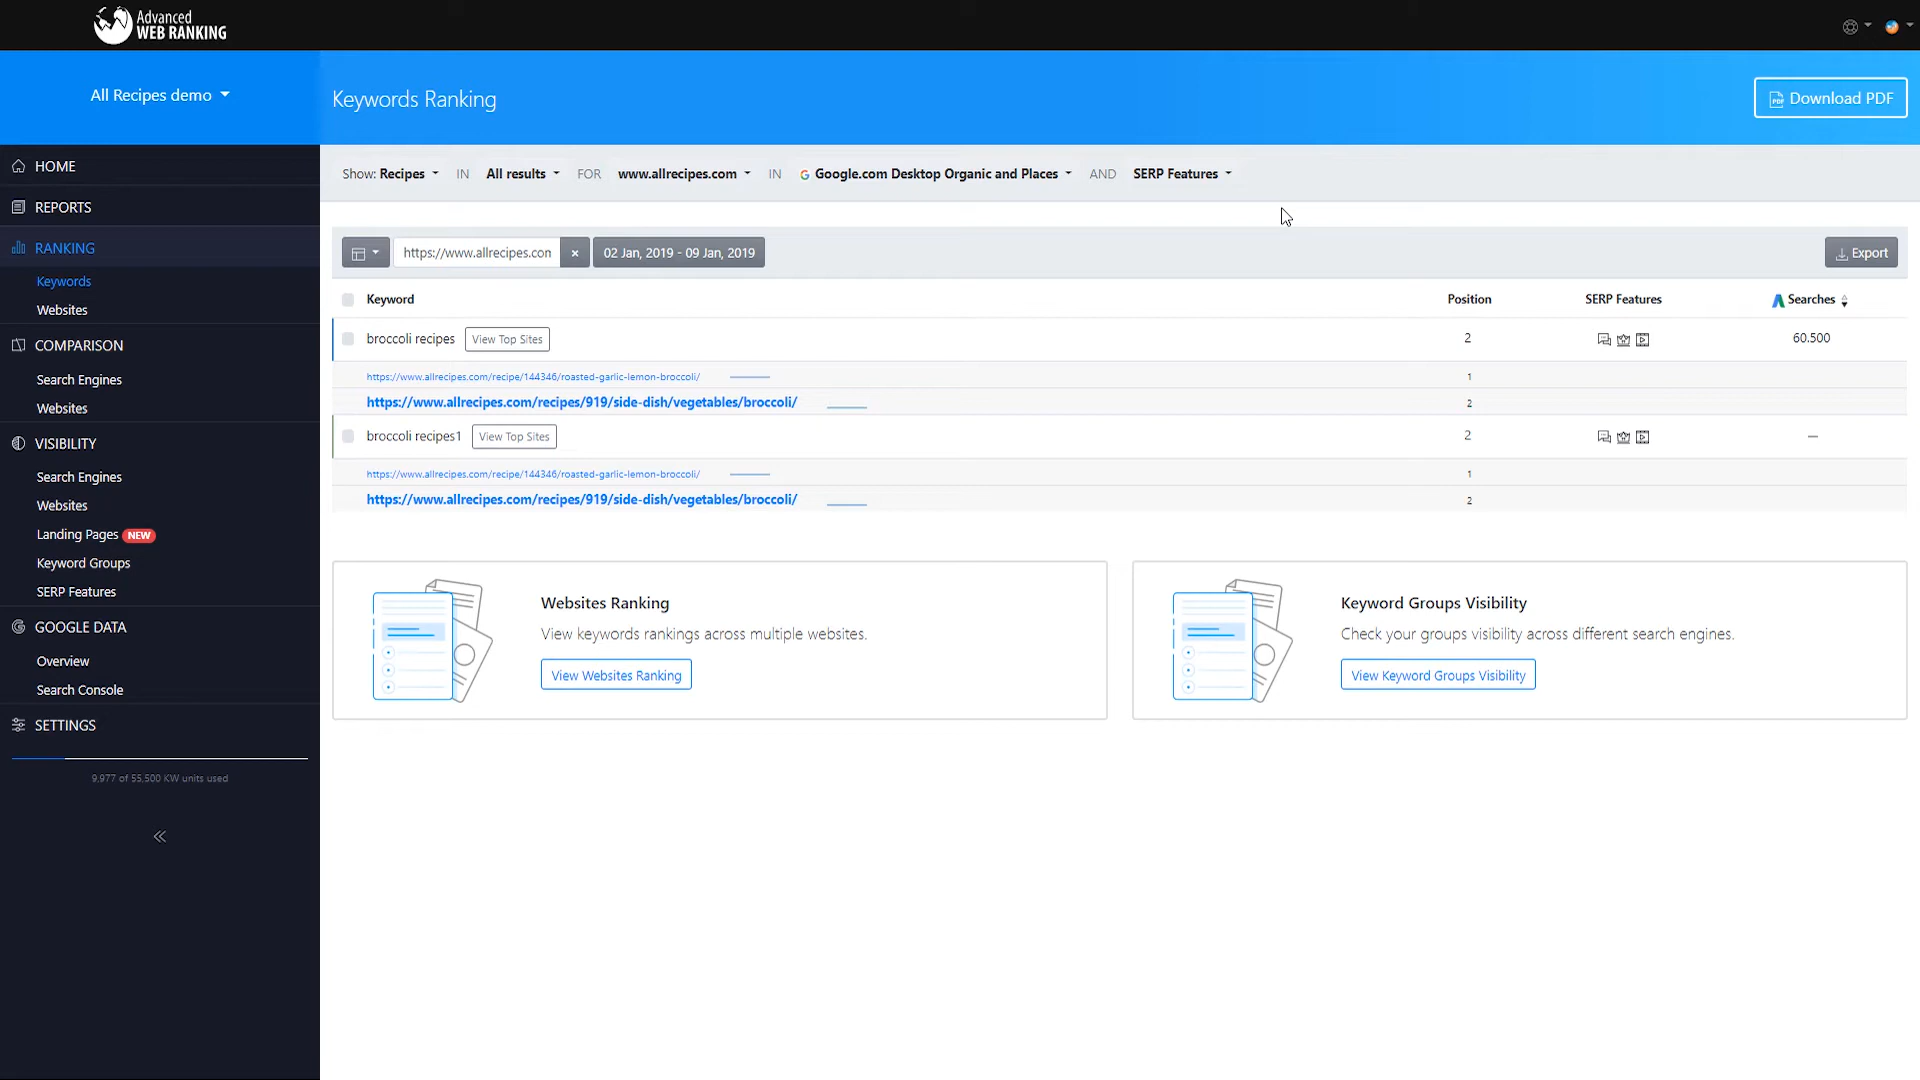 Advanced
WEB RANKING
All Recipes demo
Keywords Ranking
PDF Download PDF
HOME
REPORTS
RANKING
Keywords
Websites
COMPARISON
Search Engines
Websites
VISIBILITY
Search Engines
Websites
Landing Pages NEW
Keyword Groups
SERP Features
GOOGLE DATA
Overview
Search Console
SETTINGS
9.977 of 55.500 KW units used
Show: Recipes IN All results FOR www.allrecipes.com IN Google.com Desktop Organic and Places AND SERP Features
https://www.allrecipes.con × 02 Jan, 2019 - 09 Jan, 2019 Export
Keyword Position SERP Features Searches
broccoli recipes View Top Sites 2 60.500
https://www.allrecipes.com/recipe/144346/roasted-garlic-lemon-broccoli/ 1
https://www.allrecipes.com/recipes/919/side-dish/vegetables/broccoli/ 2
broccoli recipes1 View Top Sites 2 —
https://www.allrecipes.com/recipe/144346/roasted-garlic-lemon-broccoli/ 1
https://www.allrecipes.com/recipes/919/side-dish/vegetables/broccoli/ 2
Websites Ranking
View keywords rankings across multiple websites.
View Websites Ranking
Keyword Groups Visibility
Check your groups visibility across different search engines.
View Keyword Groups Visibility